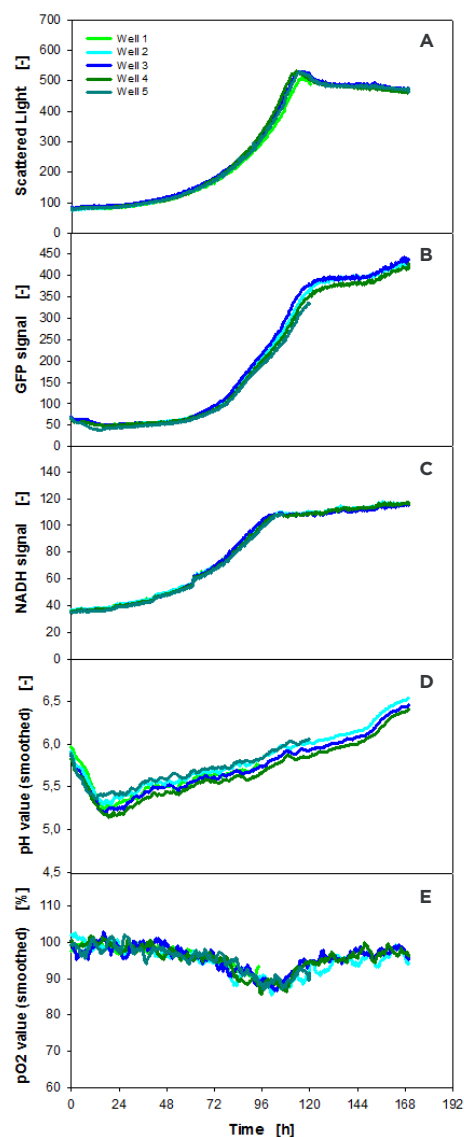 700
600
500
400
300
200
100
0
Scattered Light [-]
Well 1
Well 2
Well 3
Well 4
Well 5
A
450
400
350
300
250
200
150
100
50
0
GFP signal [-]
B
140
120
100
80
60
40
20
0
NADH signal [-]
C
6,5
6,0
5,5
5,0
4,5
pH value (smoothed) [-]
D
110
100
90
80
70
60
pO2 value (smoothed) [%]
E
0 24 48 72 96 120 144 168 192
Time [h]